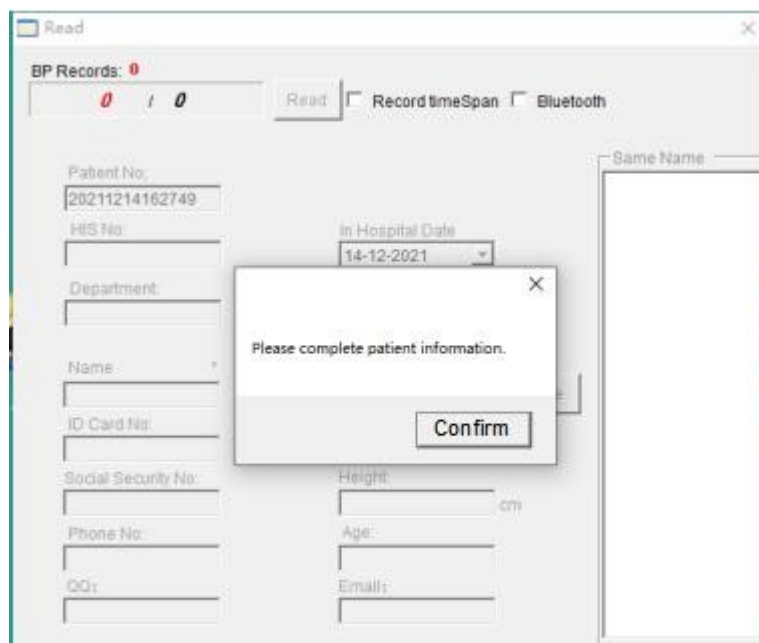 Read
BP Records: 0
0 / 0
Read
Record timeSpan
Bluetooth
Same Name
Patient No;
20211214162749
HIS No:
In Hospital Date
14-12-2021
Department:
Please complete patient information.
Name *
ID Card No:
Confirm
Social Security No:
Height:
cm
Phone No:
Age:
QQ:
Email: